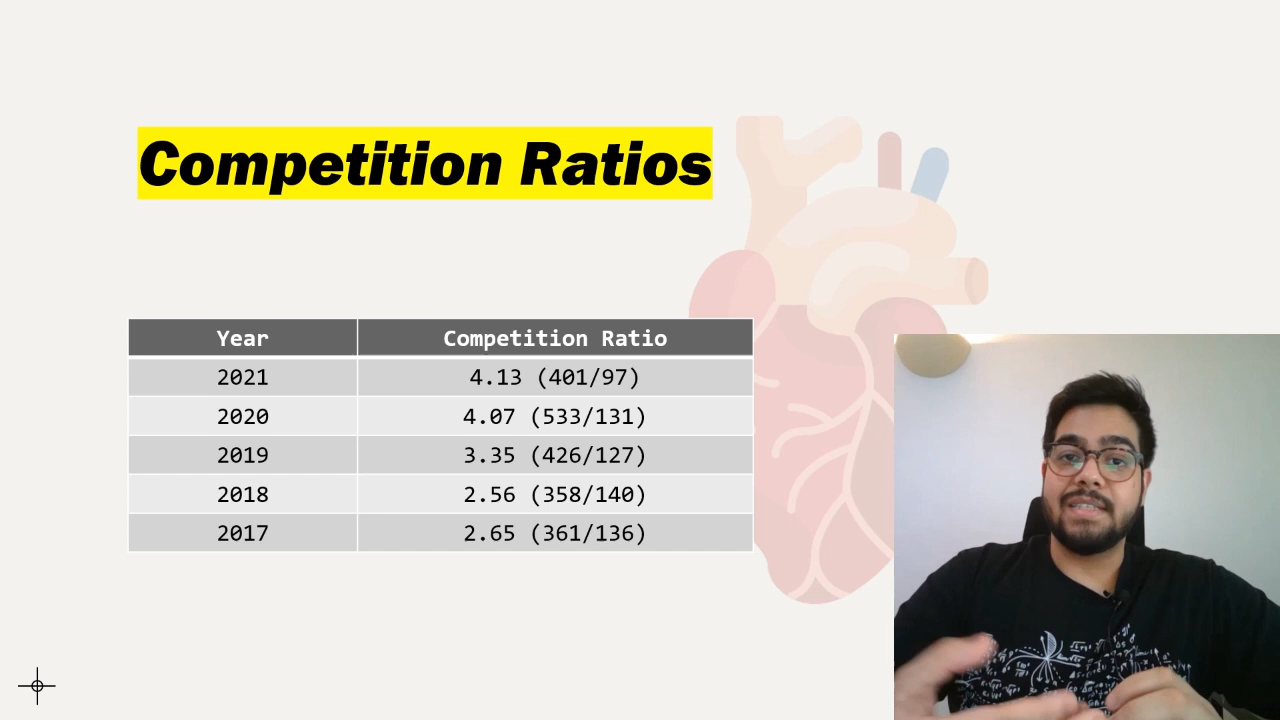 Competition Ratios
Year Competition Ratio
2021 4.13 (401/97)
2020 4.07 (533/131)
2019 3.35 (426/127)
2018 2.56 (358/140)
2017 2.65 (361/136)